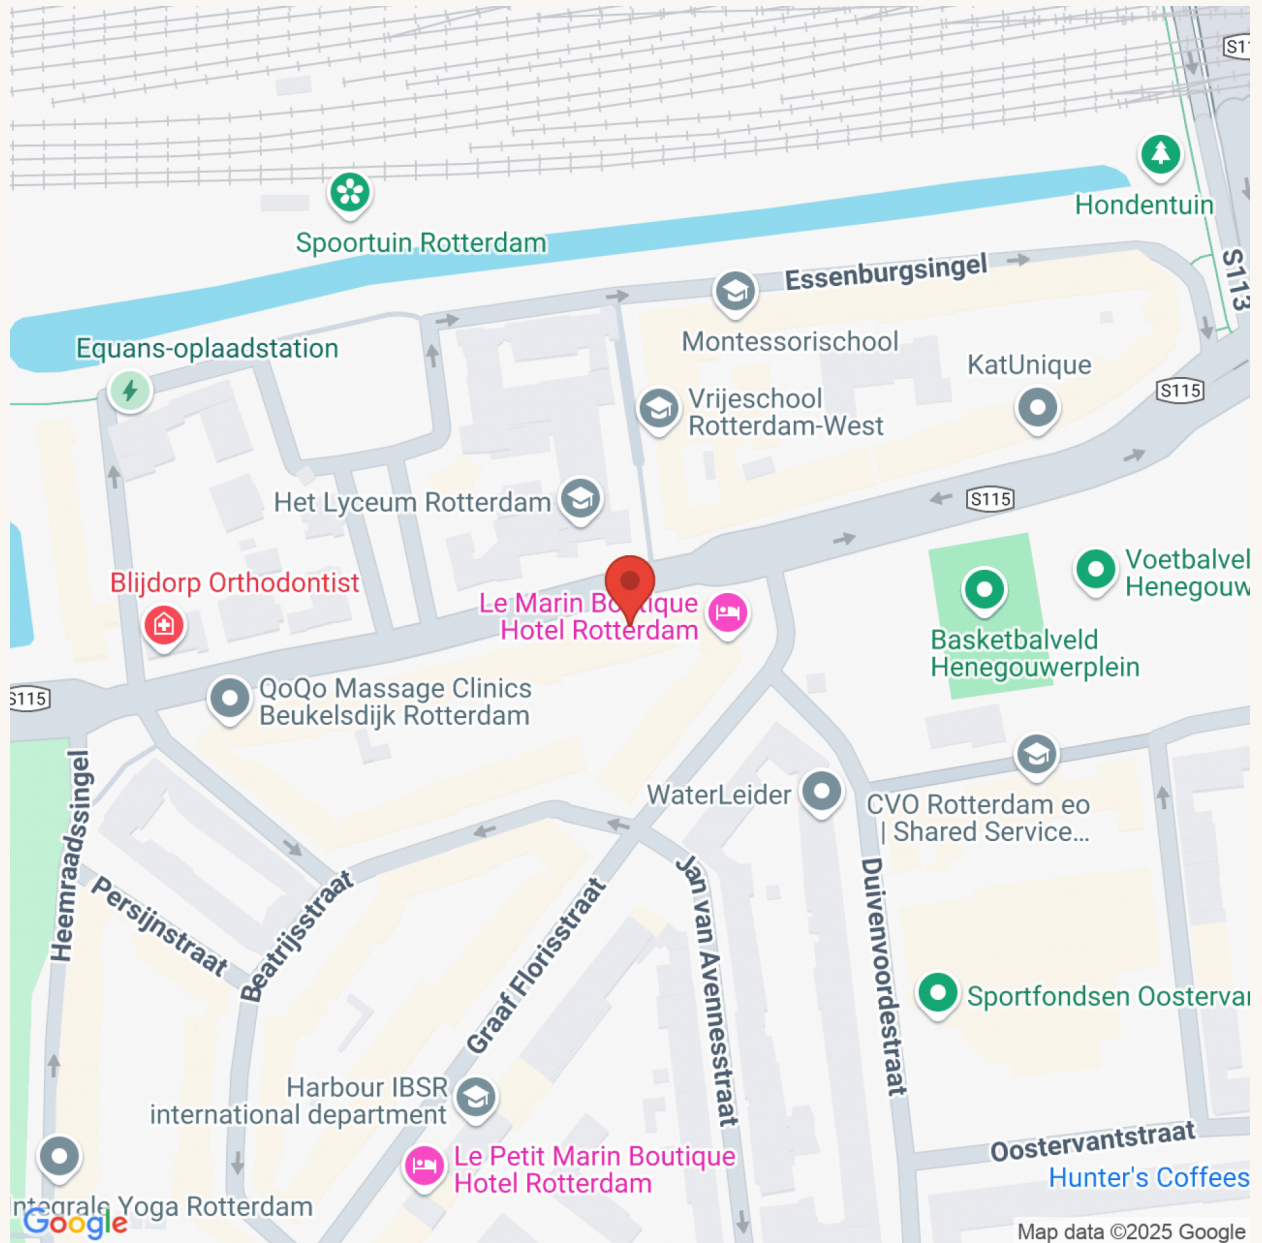 S11
Hondentuin
Spoortuin Rotterdam
S113
Essenburgsingel
Montessorischool
Equans-oplaadstation
KatUnique
S115
Vrijeschool
Rotterdam-West
Het Lyceum Rotterdam
S115
Voetbalvel
Henegouw
Blijdorp Orthodontist
Le Marin Bo tique
Hotel Rotterdam
Basketbalveld
Henegouwerplein
S115
QoQo Massage Clinics
Beukelsdijk Rotterdam
Heemraadssingel
WaterLeider
CVO Rotterdam eo
| Shared Service...
Persijnstraat
Beatrijsstraat
Graaf Florisstraat
Jan van Avennesstraat
Duivenvoordestraat
Sportfondsen Oostervan
Harbour IBSR
international department
Oostervantstraat
Le Petit Marin Boutique
Hotel Rotterdam
Hunter's Coffees
Integrale Yoga Rotterdam
Google
Map data ©2025 Google